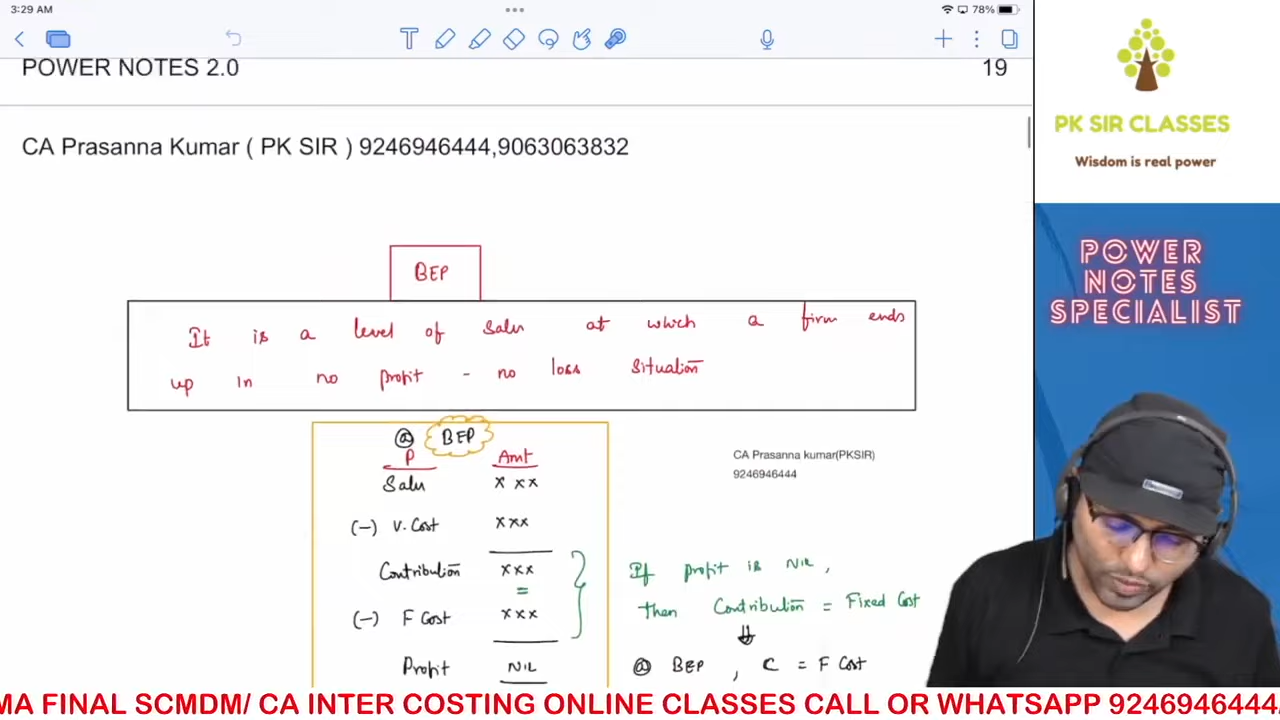 3:29 AM
78%
POWER NOTES 2.0
19
CA Prasanna Kumar ( PK SIR ) 9246946444,9063063832
BEP
It is a level of Sales at which a firm ends
up in no profit - no loss Situation
@ BEP
P Amt
Sales x xx
(-) V. Cost xxx
Contribution xxx
=
(-) F Cost xxx
Profit NIL
CA Prasanna kumar(PKSIR)
9246946444
If profit is NIL,
then Contribution = Fixed Cost
@ BEP, C = F Cost
PK SIR CLASSES
Wisdom is real power
POWER
NOTES
SPECIALIST
MA FINAL SCMDM/ CA INTER COSTING ONLINE CLASSES CALL OR WHATSAPP 9246946444